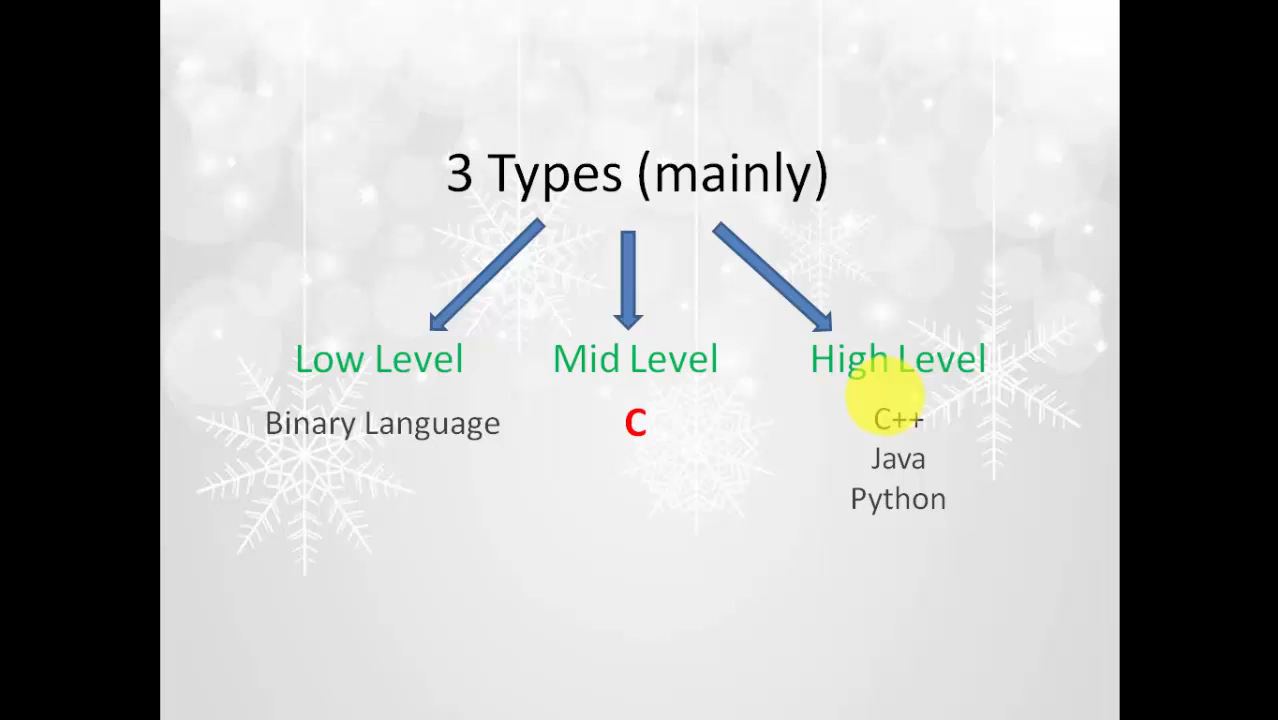 3 Types (mainly)
Low Level
Mid Level
High Level
Binary Language
C
C++
Java
Python